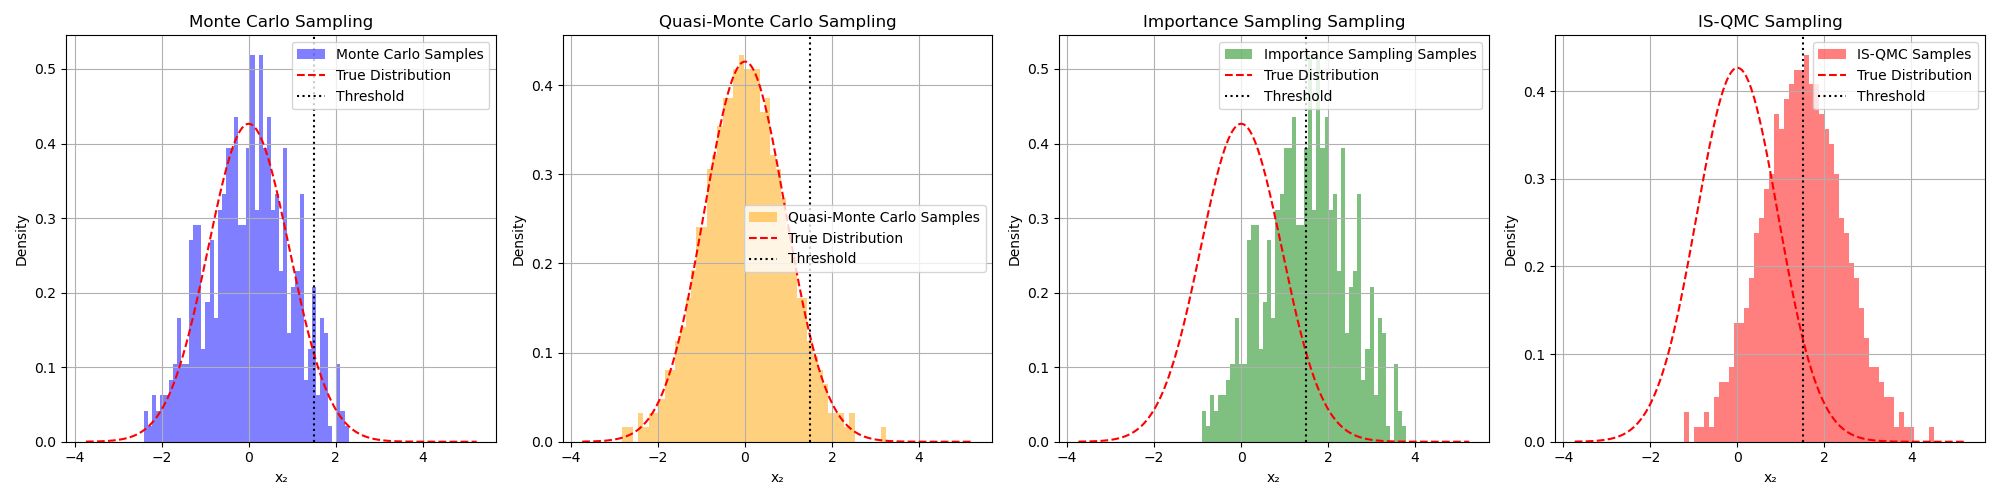 Monte Carlo Sampling
Density
0.5
0.4
0.3
0.2
0.1
0.0
−4
−2
0
2
4
x₂
Monte Carlo Samples
True Distribution
Threshold
Quasi-Monte Carlo Sampling
Density
0.4
0.3
0.2
0.1
0.0
−4
−2
0
2
4
x₂
Quasi-Monte Carlo Samples
True Distribution
Threshold
Importance Sampling Sampling
Density
0.5
0.4
0.3
0.2
0.1
0.0
−4
−2
0
2
4
x₂
Importance Sampling Samples
True Distribution
Threshold
IS-QMC Sampling
Density
0.4
0.3
0.2
0.1
0.0
−4
−2
0
2
4
x₂
IS-QMC Samples
True Distribution
Threshold